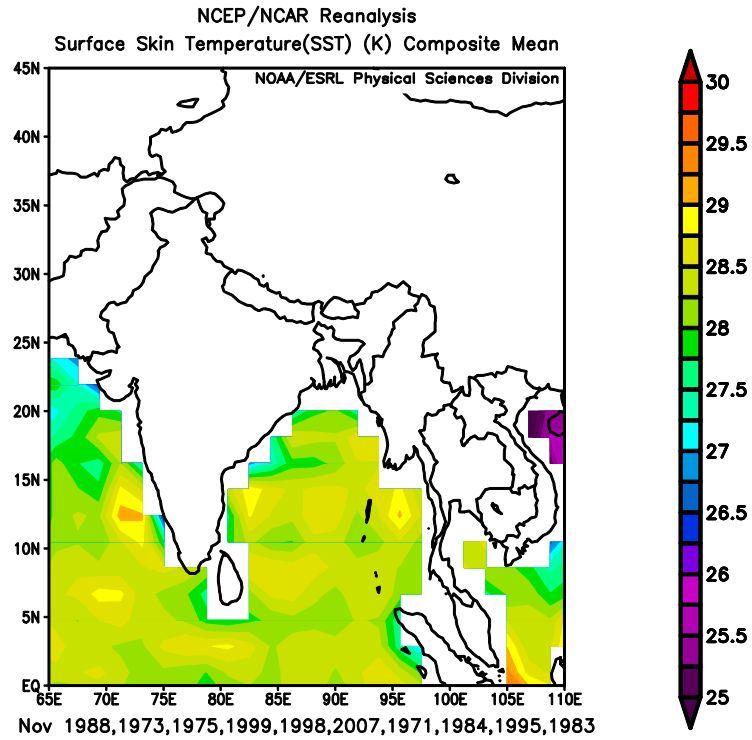 NCEP/NCAR Reanalysis
Surface Skin Temperature(SST) (K) Composite Mean
NOAA/ESRL Physical Sciences Division
45N
40N
35N
30N
25N
20N
15N
10N
5N
EQ
65E 70E 75E 80E 85E 90E 95E 100E 105E 110E
Nov 1988,1973,1975,1999,1998,2007,1971,1984,1995,1983
30
29.5
29
28.5
28
27.5
27
26.5
26
25.5
25